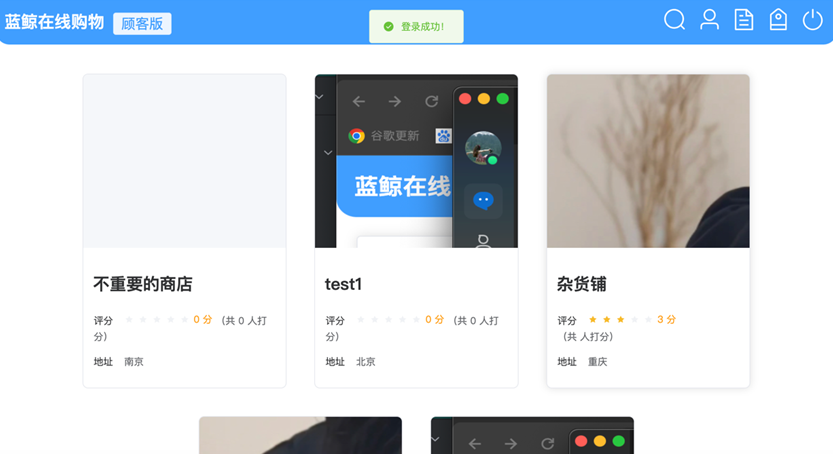 蓝鲸在线购物 顾客版
登录成功!
谷歌更新
蓝鲸在线
不重要的商店
评分 0 分 (共 0 人打
分)
地址 南京
test1
评分 0 分 (共 0 人打
分)
地址 北京
杂货铺
评分 3 分
(共 人打分)
地址 重庆